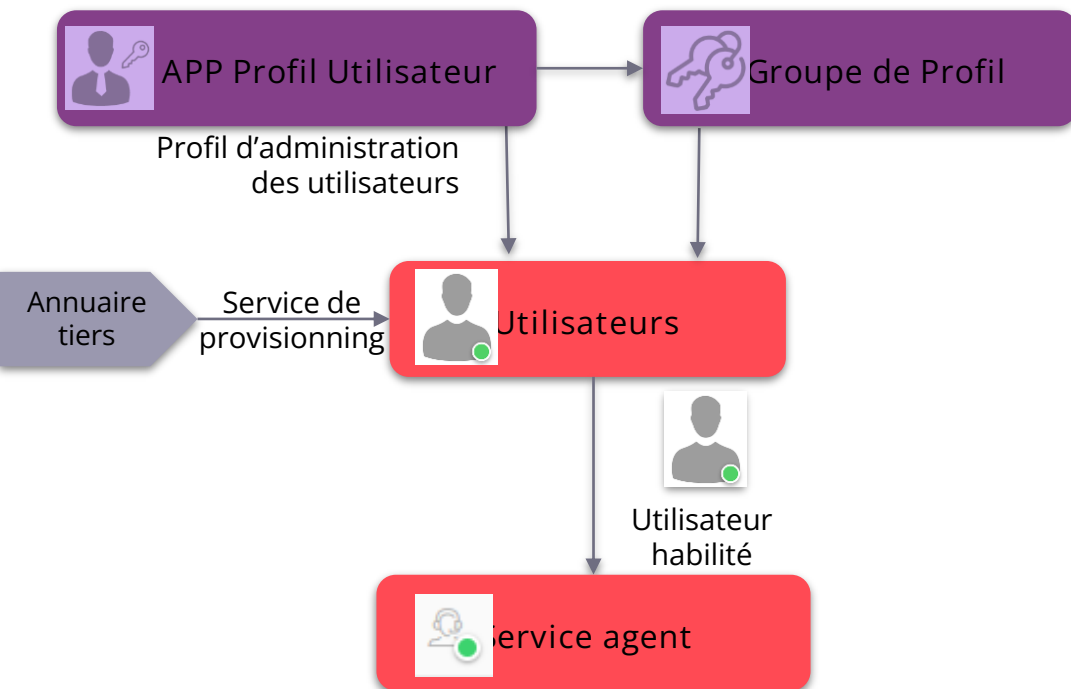 APP Profil Utilisateur
Groupe de Profil
Profil d’administration
des utilisateurs
Annuaire
tiers
Service de
provisionning
Utilisateurs
Utilisateur
habilité
Service agent